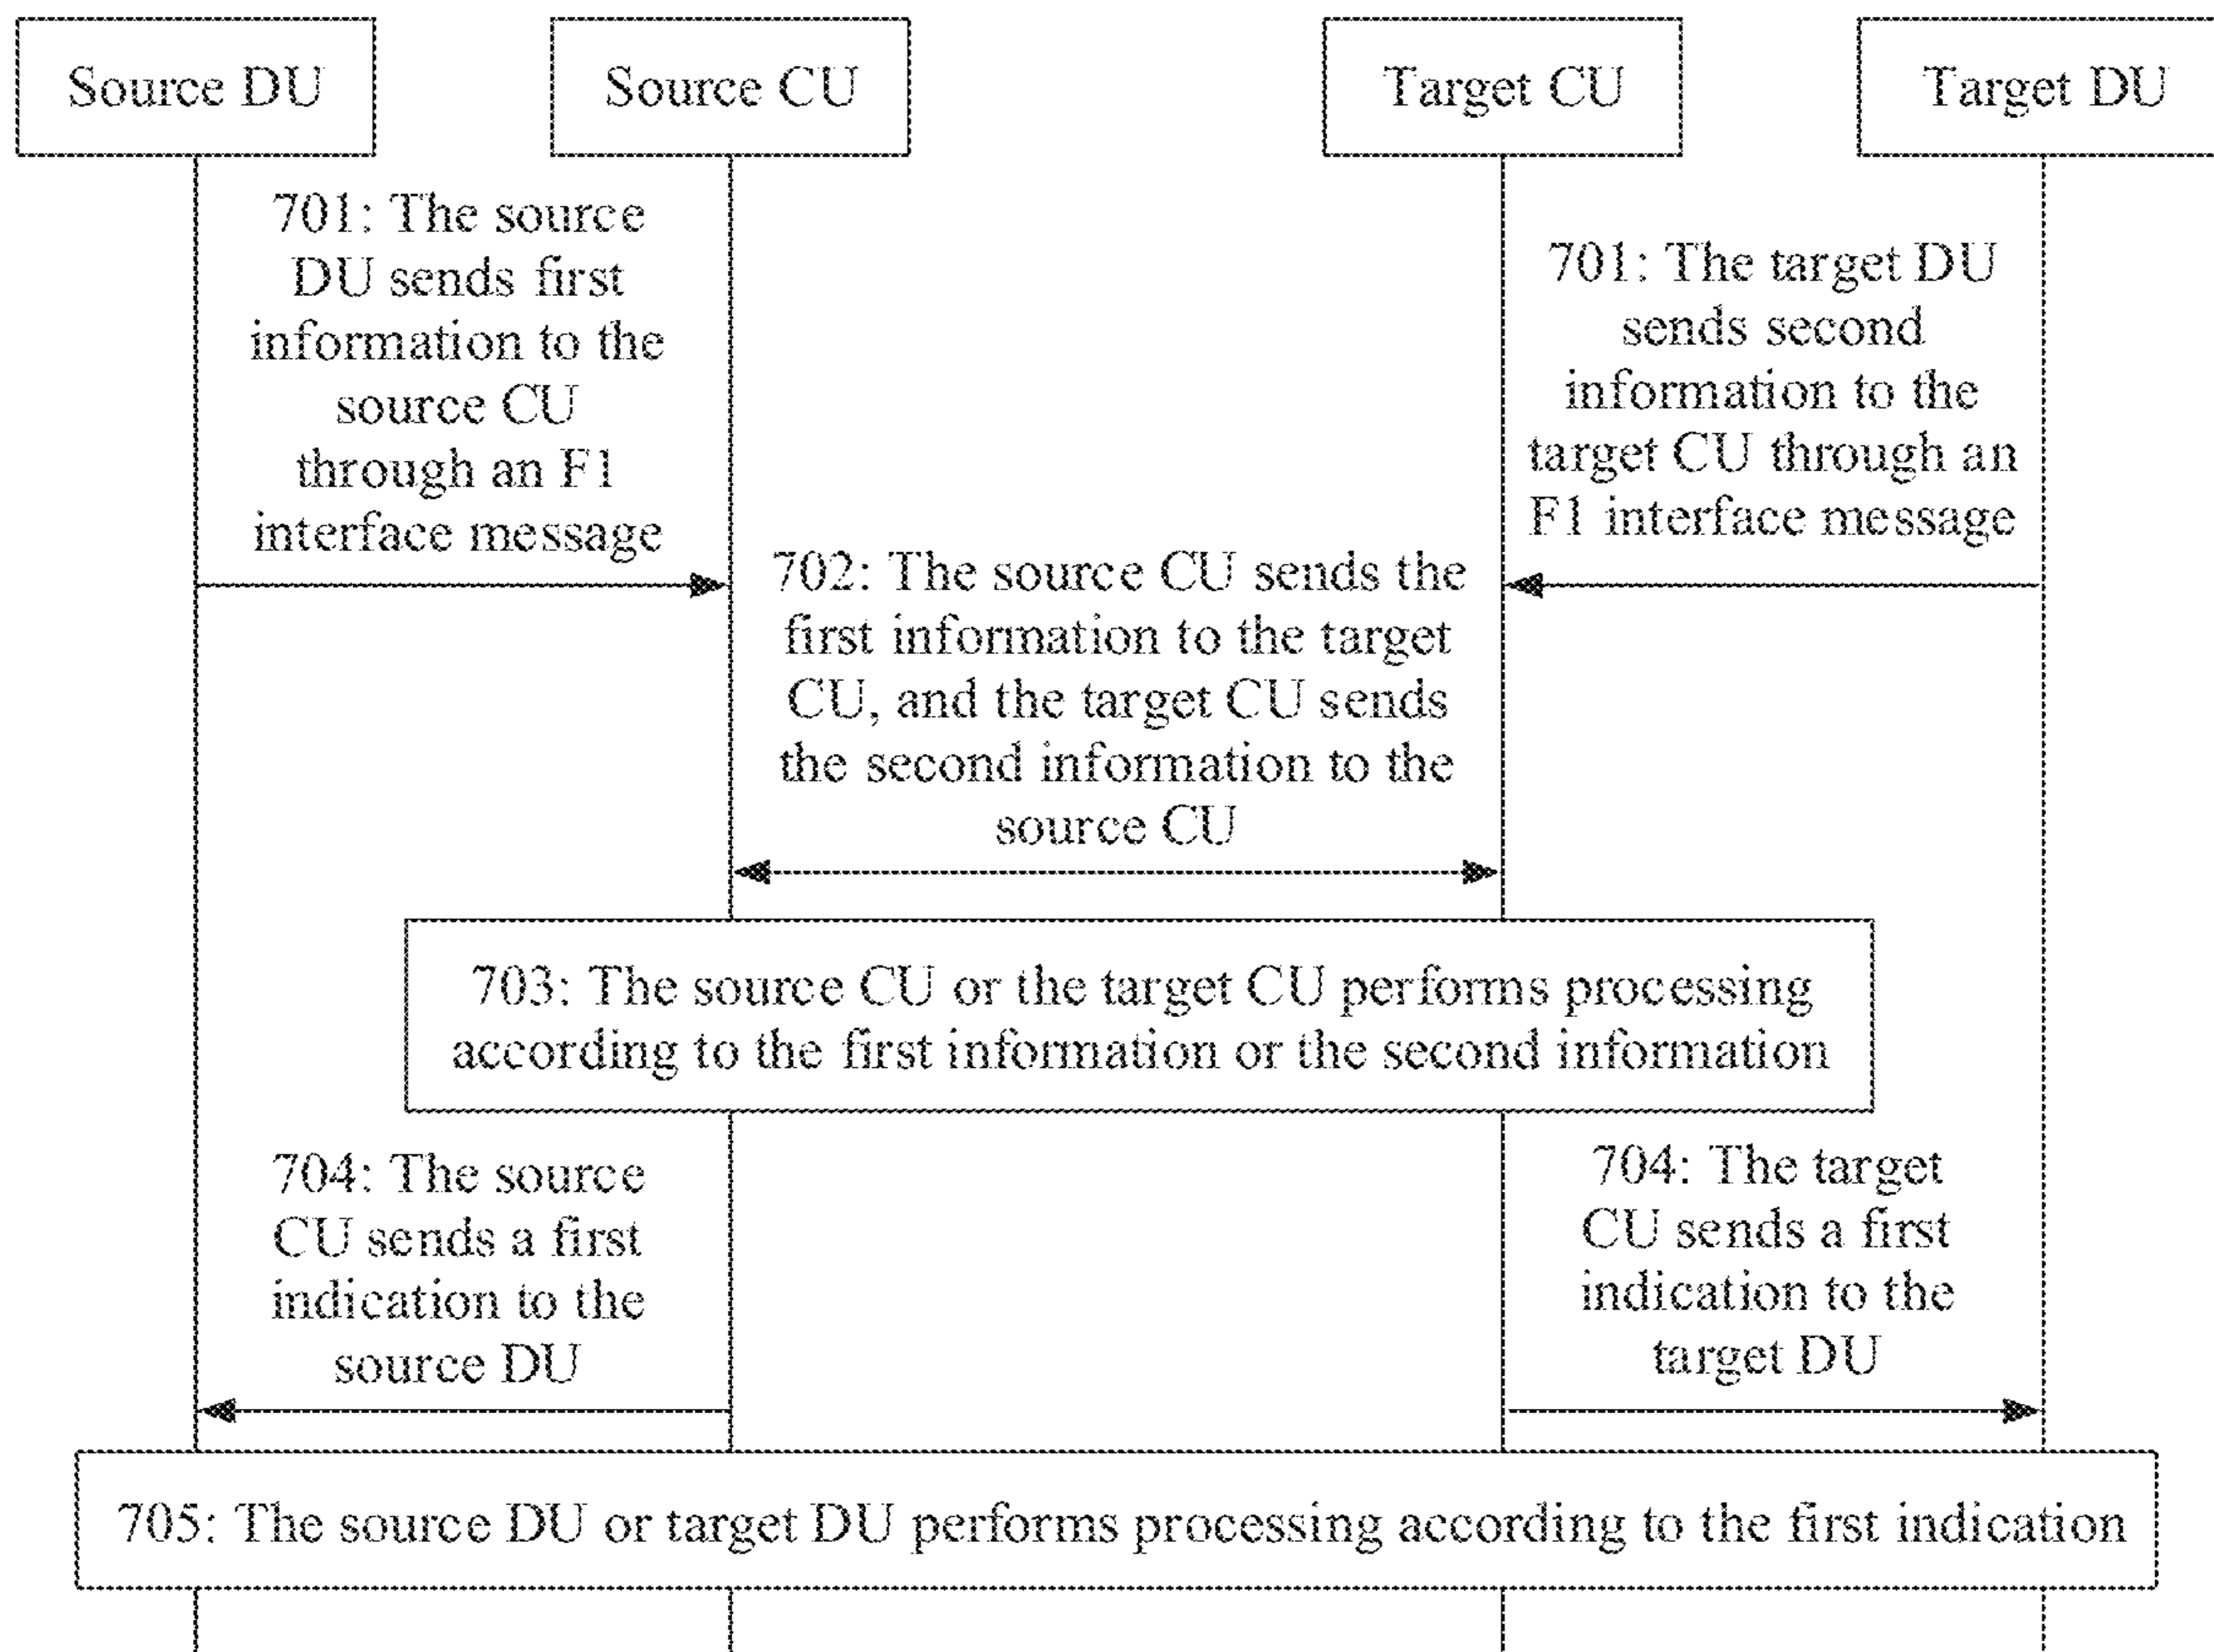 Source DU
Source CU
Target CU
Target DU
701: The source
DU sends first
information to the
source CU
through an F1
interface message
701: The target DU
sends second
information to the
target CU through an
F1 interface message
702: The source CU sends the
first information to the target
CU, and the target CU sends
the second information to the
source CU
703: The source CU or the target CU performs processing
according to the first information or the second information
704: The source
CU sends a first
indication to the
source DU
704: The target
CU sends a first
indication to the
target DU
705: The source DU or target DU performs processing according to the first indication